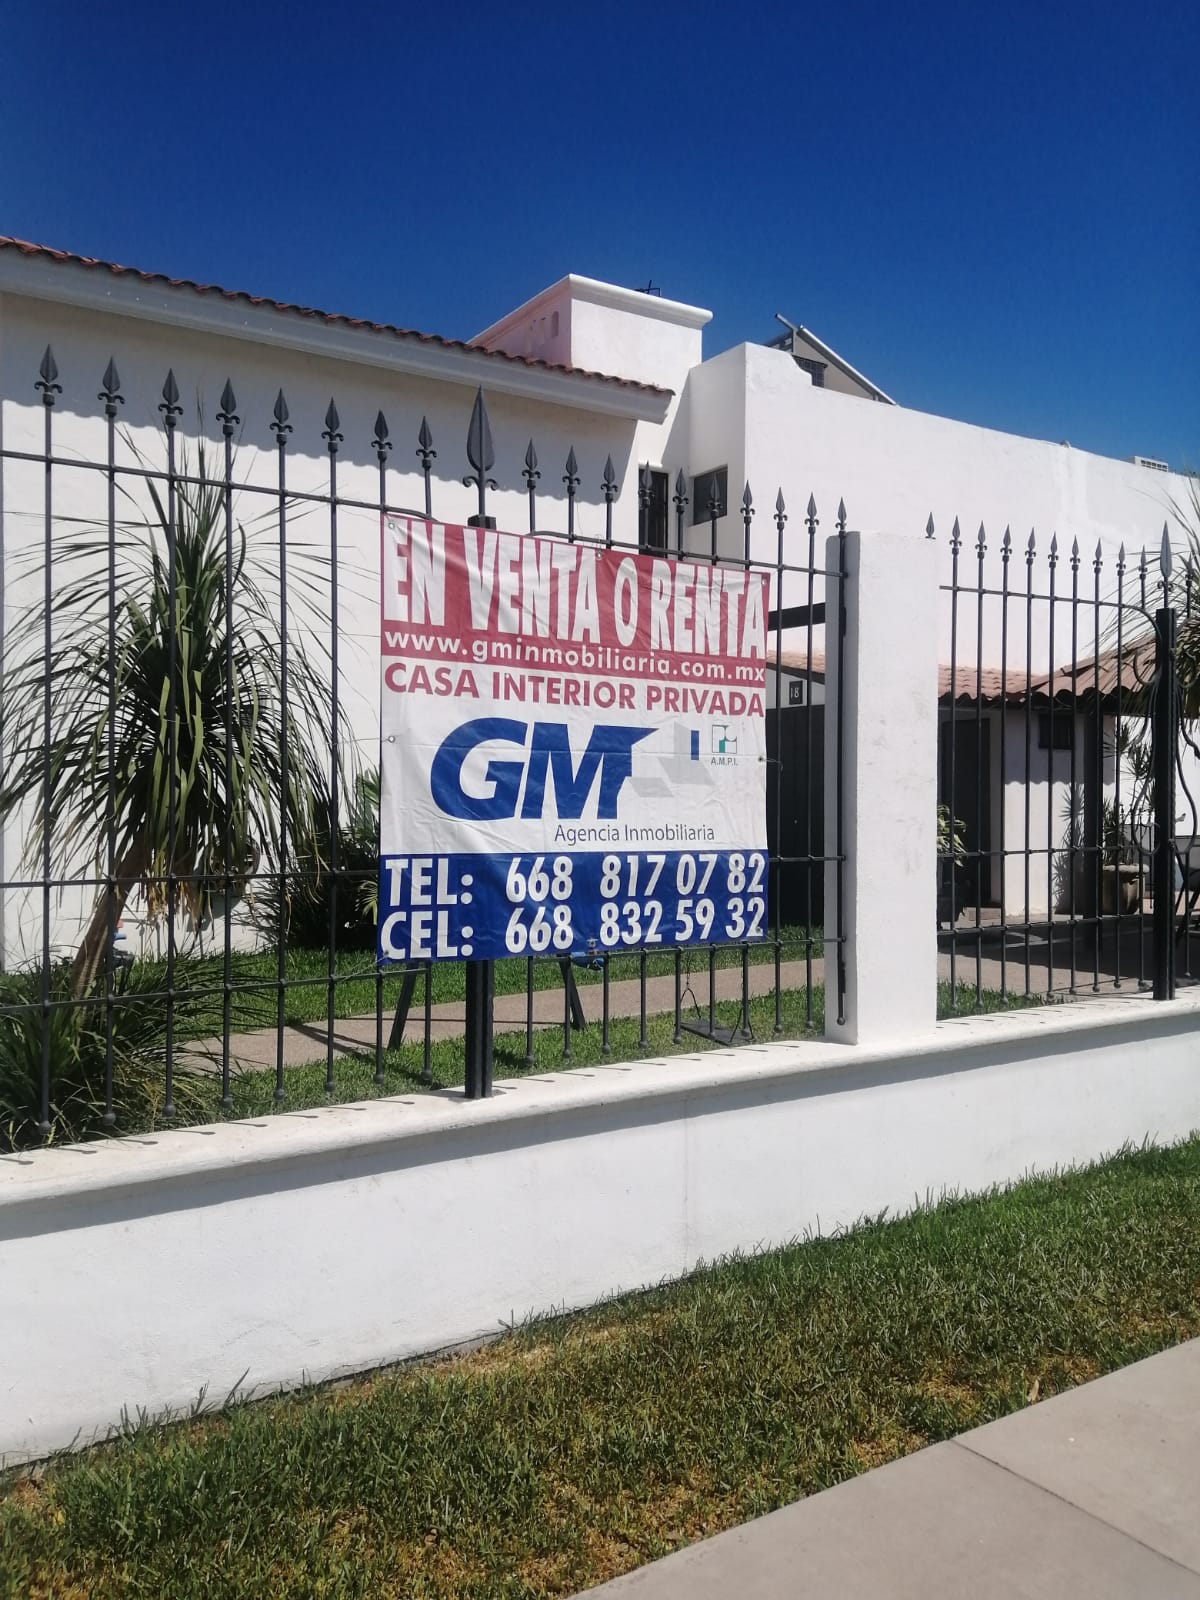 EN VENTA O RENTA
www.gminmobiliaria.com.mx
CASA INTERIOR PRIVADA
GM
A.M.P.I.
Agencia Inmobiliaria
TEL: 668 817 07 82
CEL: 668 832 59 32
18